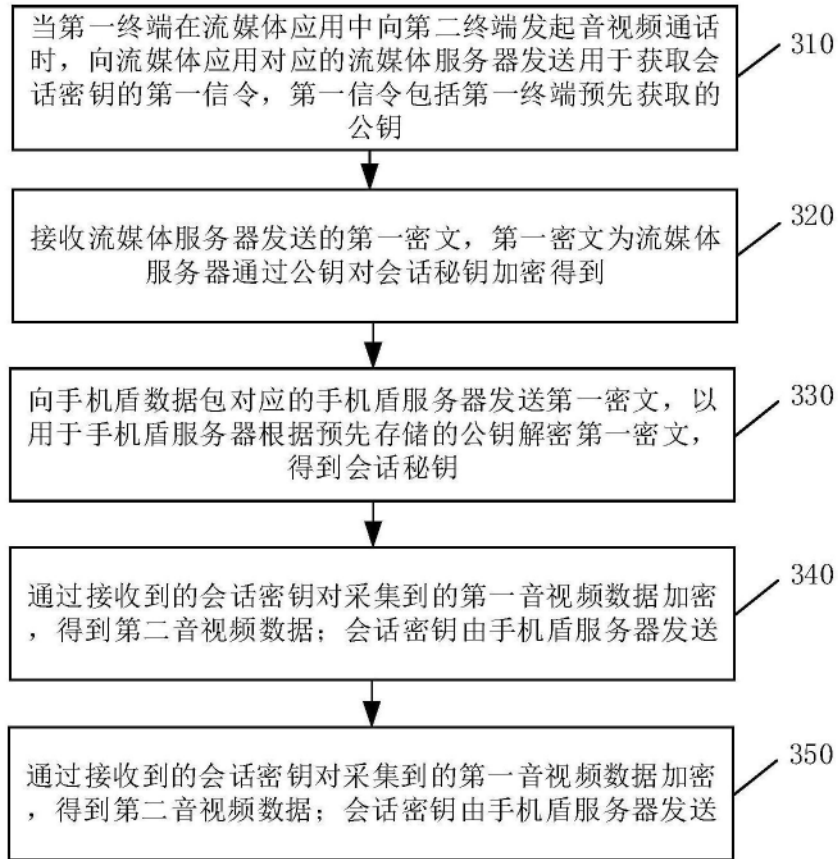 当第一终端在流媒体应用中向第二终端发起音视频通话
时，向流媒体应用对应的流媒体服务器发送用于获取会
话密钥的第一信令，第一信令包括第一终端预先获取的
公钥
310
接收流媒体服务器发送的第一密文，第一密文为流媒体
服务器通过公钥对会话秘钥加密得到
320
向手机盾数据包对应的手机盾服务器发送第一密文，以
用于手机盾服务器根据预先存储的公钥解密第一密文，
得到会话秘钥
330
通过接收到的会话密钥对采集到的第一音视频数据加密
，得到第二音视频数据；会话密钥由手机盾服务器发送
340
通过接收到的会话密钥对采集到的第一音视频数据加密
，得到第二音视频数据；会话密钥由手机盾服务器发送
350